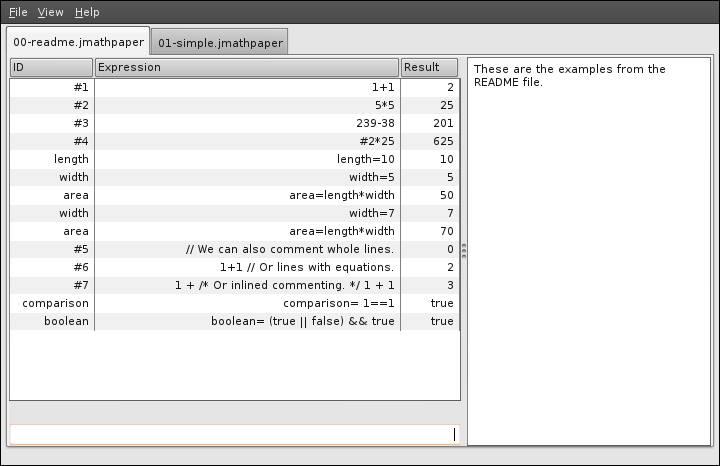 File View Help
00-readme.jmathpaper 01-simple.jmathpaper
ID Expression Result
#1 1+1 2
#2 5*5 25
#3 239-38 201
#4 #2*25 625
length length=10 10
width width=5 5
area area=length*width 50
width width=7 7
area area=length*width 70
#5 // We can also comment whole lines. 0
#6 1+1 // Or lines with equations. 2
#7 1 + /* Or inlined commenting. */ 1 + 1 3
comparison comparison= 1==1 true
boolean boolean= (true || false) && true true
These are the examples from the
README file.